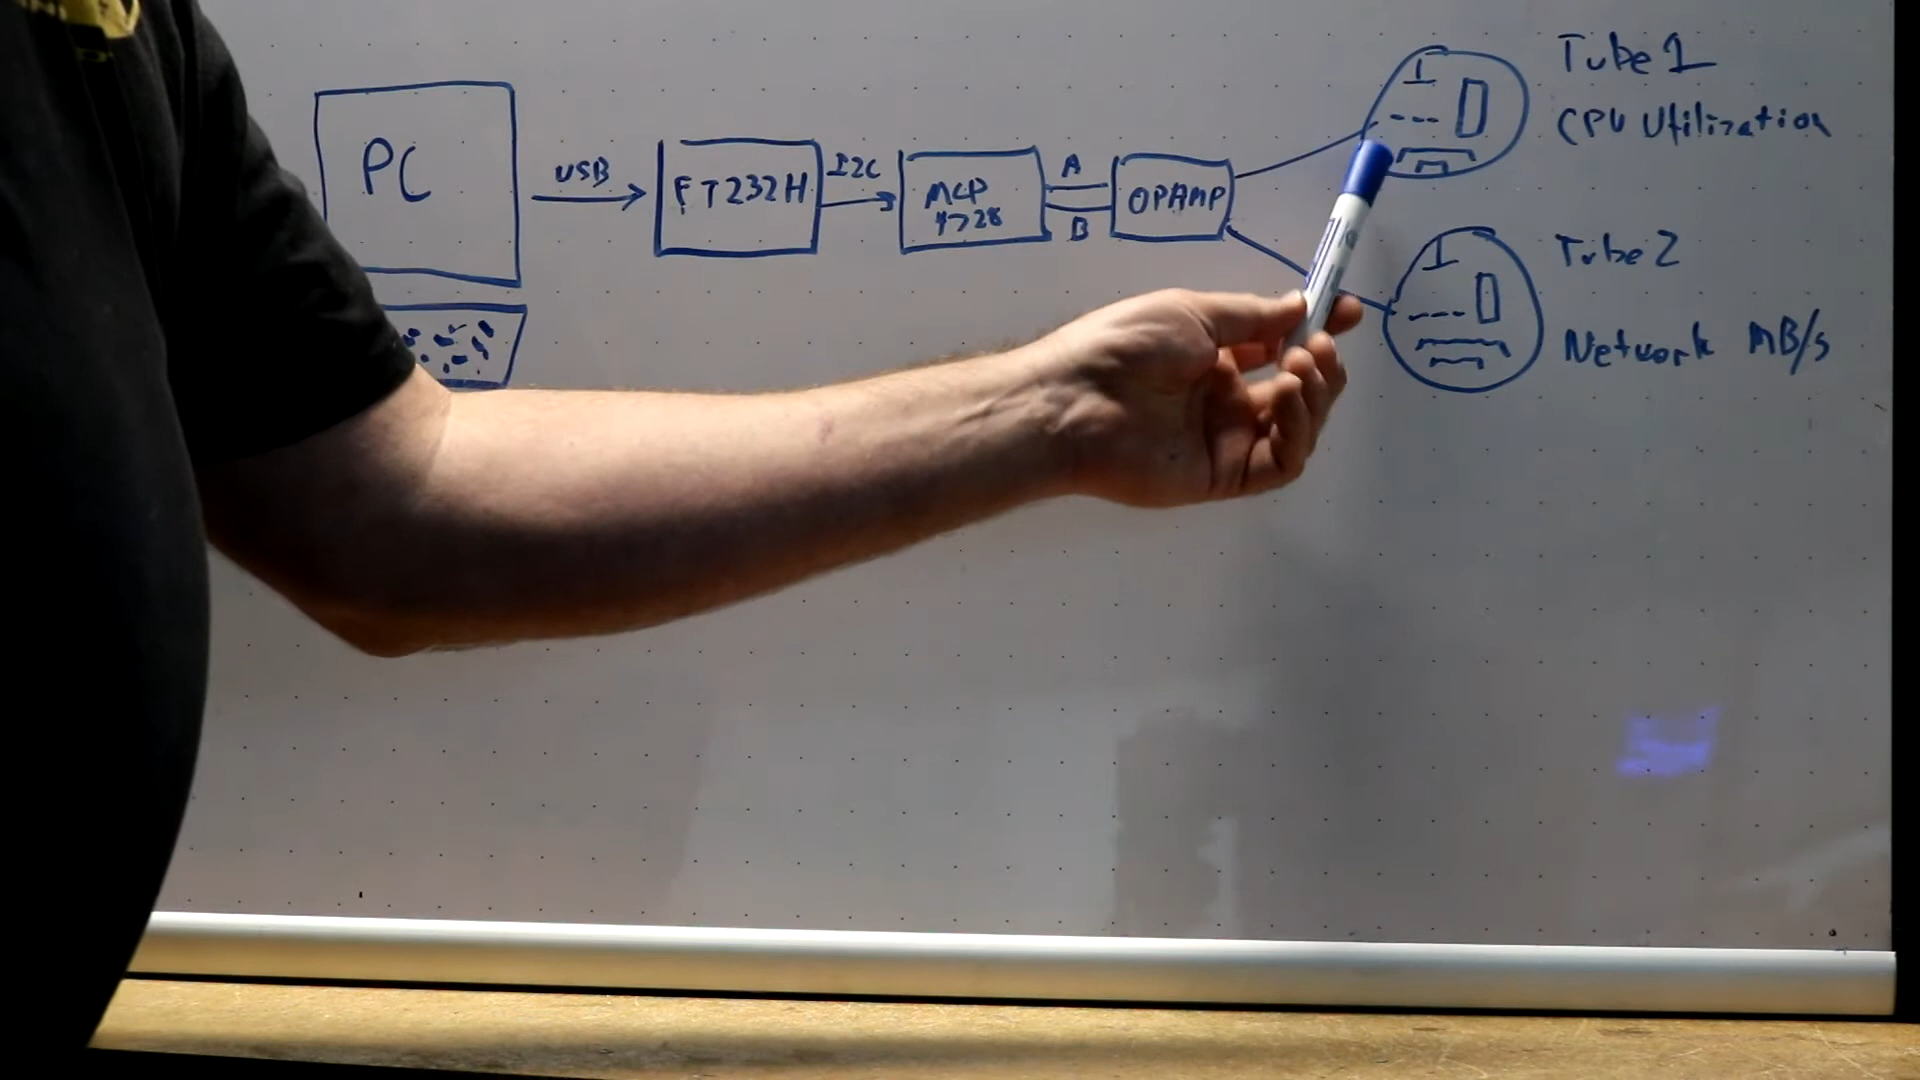 PC
USB
FT232H
I2C
MCP
4728
A
B
OPAMP
Tube 1
CPU Utilization
Tube 2
Network MB/s